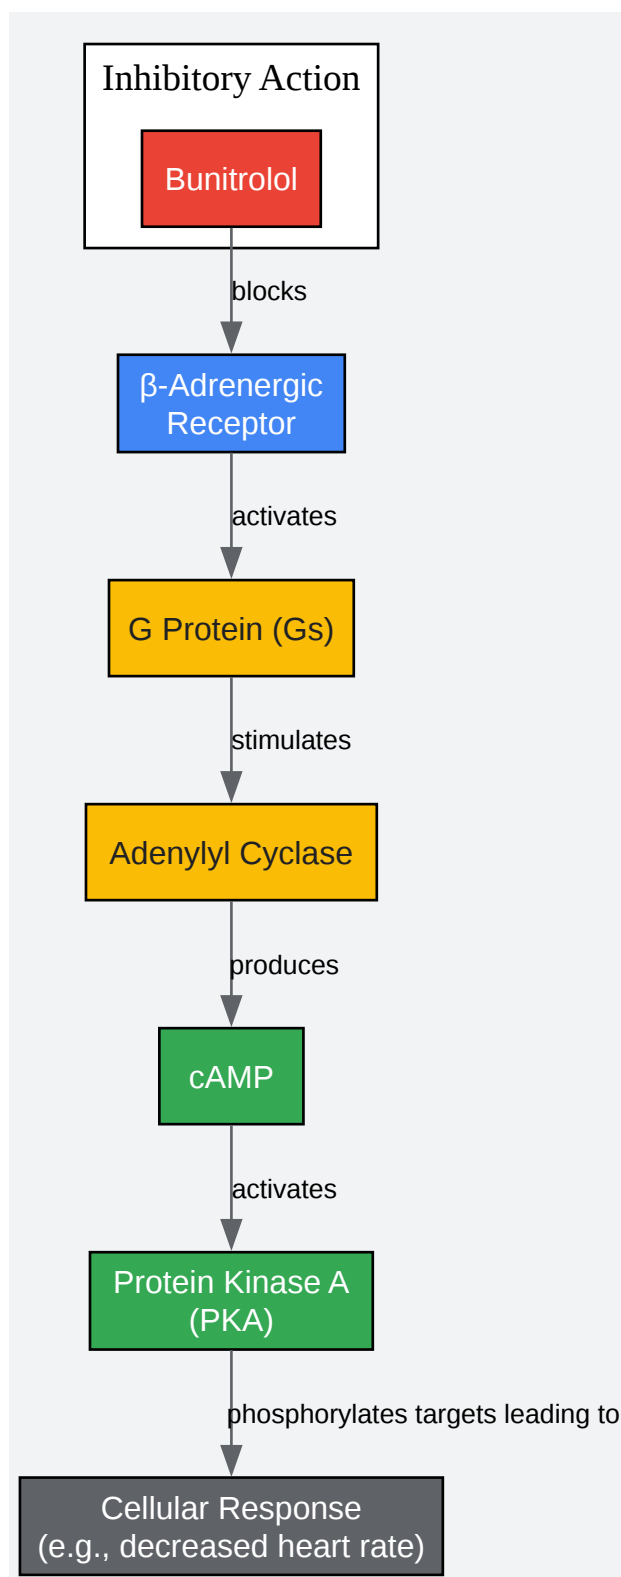 Inhibitory Action
Bunitrolol
blocks
β-Adrenergic
Receptor
activates
G Protein (Gs)
stimulates
Adenylyl Cyclase
produces
cAMP
activates
Protein Kinase A
(PKA)
phosphorylates targets leading to
Cellular Response
(e.g., decreased heart rate)